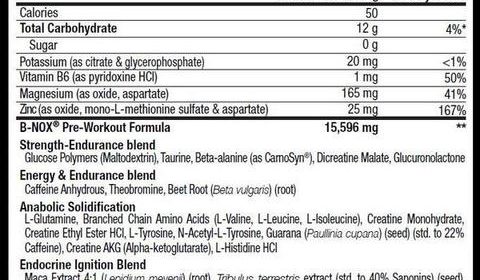 Calories 50
Total Carbohydrate 12 g 4%*
Sugar 0 g
Potassium (as citrate & glycerophosphate) 20 mg <1%
Vitamin B6 (as pyridoxine HCI) 1 mg 50%
Magnesium (as oxide, aspartate) 165 mg 41%
Zinc (as oxide, mono-L-methionine sulfate & aspartate) 25 mg 167%
B-NOX® Pre-Workout Formula 15,596 mg **
Strength-Endurance blend
Glucose Polymers (Maltodextrin), Taurine, Beta-alanine (as CarnoSyn®), Dicreatine Malate, Glucuronolactone
Energy & Endurance blend
Caffeine Anhydrous, Theobromine, Beet Root (Beta vulgaris) (root)
Anabolic Solidification
L-Glutamine, Branched Chain Amino Acids (L-Valine, L-Leucine, L-Isoleucine), Creatine Monohydrate,
Creatine Ethyl Ester HCI, L-Tyrosine, N-Acetyl-L-Tyrosine, Guarana (Paullinia cupana) (seed) (std. to 22%
Caffeine), Creatine AKG (Alpha-ketoglutarate), L-Histidine HCI
Endocrine Ignition Blend
Maca Extract 4:1 (Lepidium meyenii) (root), Tribulus terrestris extract (std. to 40% Saponins) (seed)